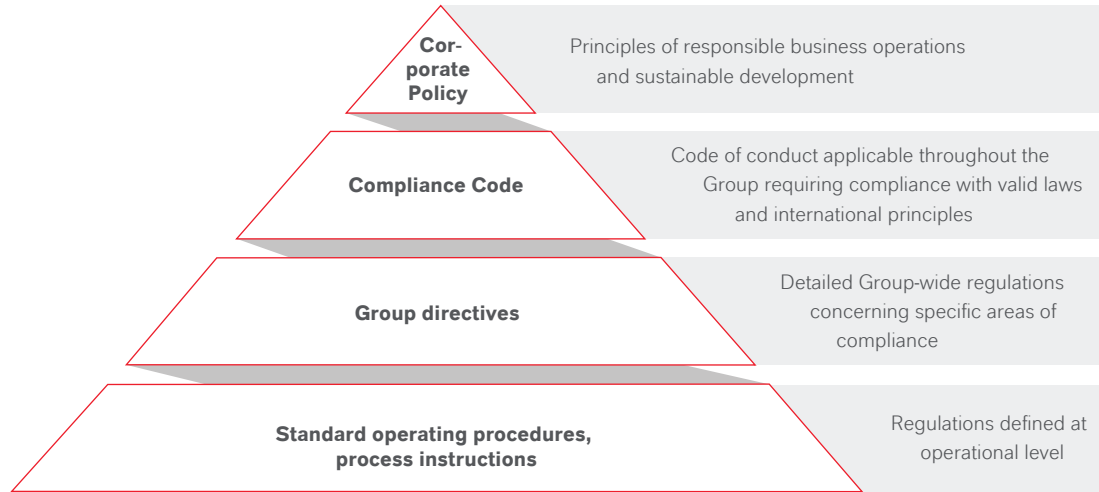 Cor-
porate
Policy
Principles of responsible business operations
and sustainable development
Compliance Code
Code of conduct applicable throughout the
Group requiring compliance with valid laws
and international principles
Group directives
Detailed Group-wide regulations
concerning specific areas of
compliance
Standard operating procedures,
process instructions
Regulations defined at
operational level